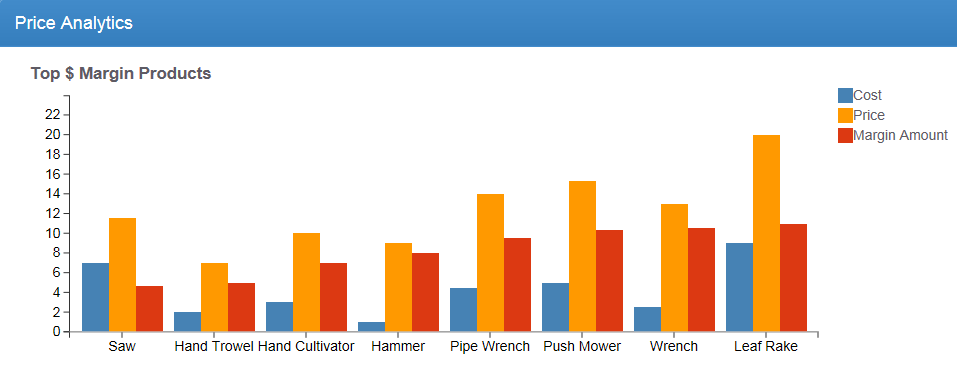 Price Analytics
Top $ Margin Products
Cost
Price
Margin Amount
22
20
18
16
14
12
10
8
6
4
2
0
Saw Hand Trowel Hand Cultivator Hammer Pipe Wrench Push Mower Wrench Leaf Rake